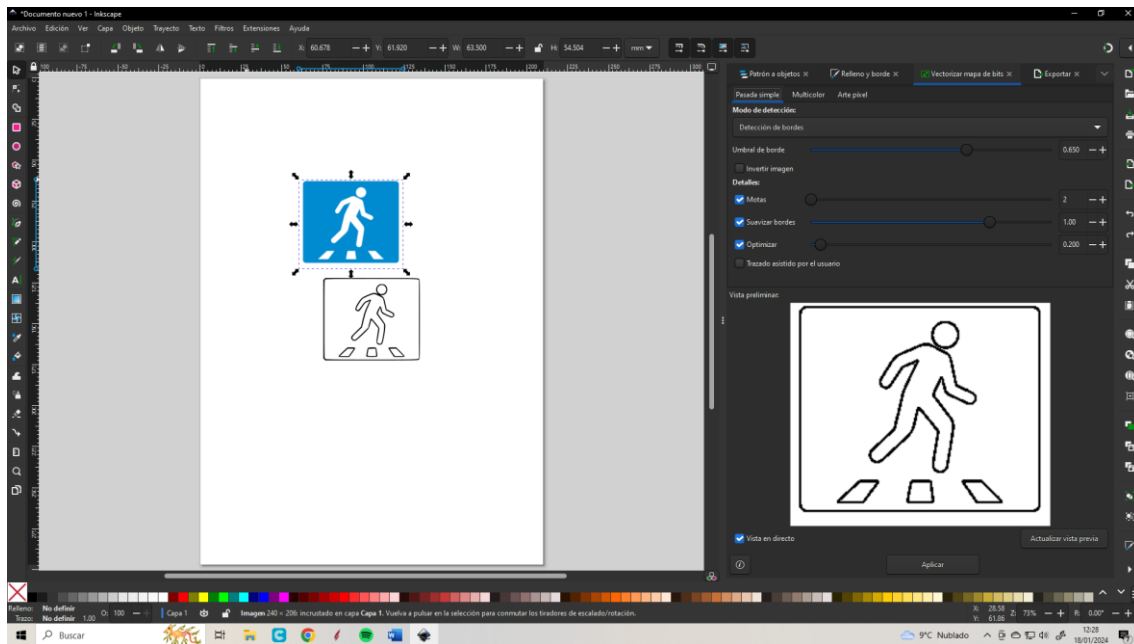 *Documento nuevo 1 - Inkscape
Archivo Edición Ver Capa Objeto Trayecto Texto Filtros Extensiones Ayuda
X: 60.678 — + Y: 61.920 — + W: 63.500 — + H: 54.504 — + mm
Patrón a objetos × Relleno y borde × Vectorizar mapa de bits × Exportar ×
Pasada simple Multicolor Arte píxel
Modo de detección:
Detección de bordes
Umbral de borde 0.650 — +
Invertir imagen
Detalles:
Motas 2 — +
Suavizar bordes 1.00 — +
Optimizar 0.200 — +
Trazado asistido por el usuario
Vista preliminar:
Vista en directo Actualizar vista previa
Aplicar
Relleno: No definido
Trazo: No definido 1.00
O: 100 — + Capa 1 Imagen 240 × 206: incrustado en capa Capa 1. Vuelva a pulsar en la selección para conmutar los tiradores de escalado/rotación.
X: 28.58
Y: 61.86
Z: 73% — + R: 0.00° — +
Buscar
9°C Nublado
12:28
18/01/2024